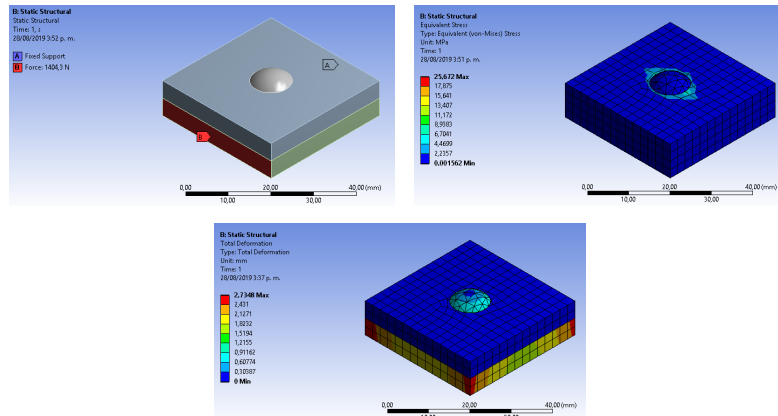 B: Static Structural
Static Structural
Time: 1, s
28/08/2019 3:52 p. m.
A Fixed Support
B Force: 1404,3 N
A
B
0,00 20,00 40,00 (mm)
10,00 30,00
B: Static Structural
Equivalent Stress
Type: Equivalent (von-Mises) Stress
Unit: MPa
Time: 1
28/08/2019 3:51 p. m.
25,672 Max
17,875
15,641
13,407
11,172
8,9383
6,7041
4,4699
2,2357
0,001562 Min
0,00 20,00 40,00 (mm)
10,00 30,00
B: Static Structural
Total Deformation
Type: Total Deformation
Unit: mm
Time: 1
28/08/2019 3:37 p. m.
2,7348 Max
2,431
2,1271
1,8232
1,5194
1,2155
0,91162
0,60774
0,30387
0 Min
0,00 20,00 40,00 (mm)